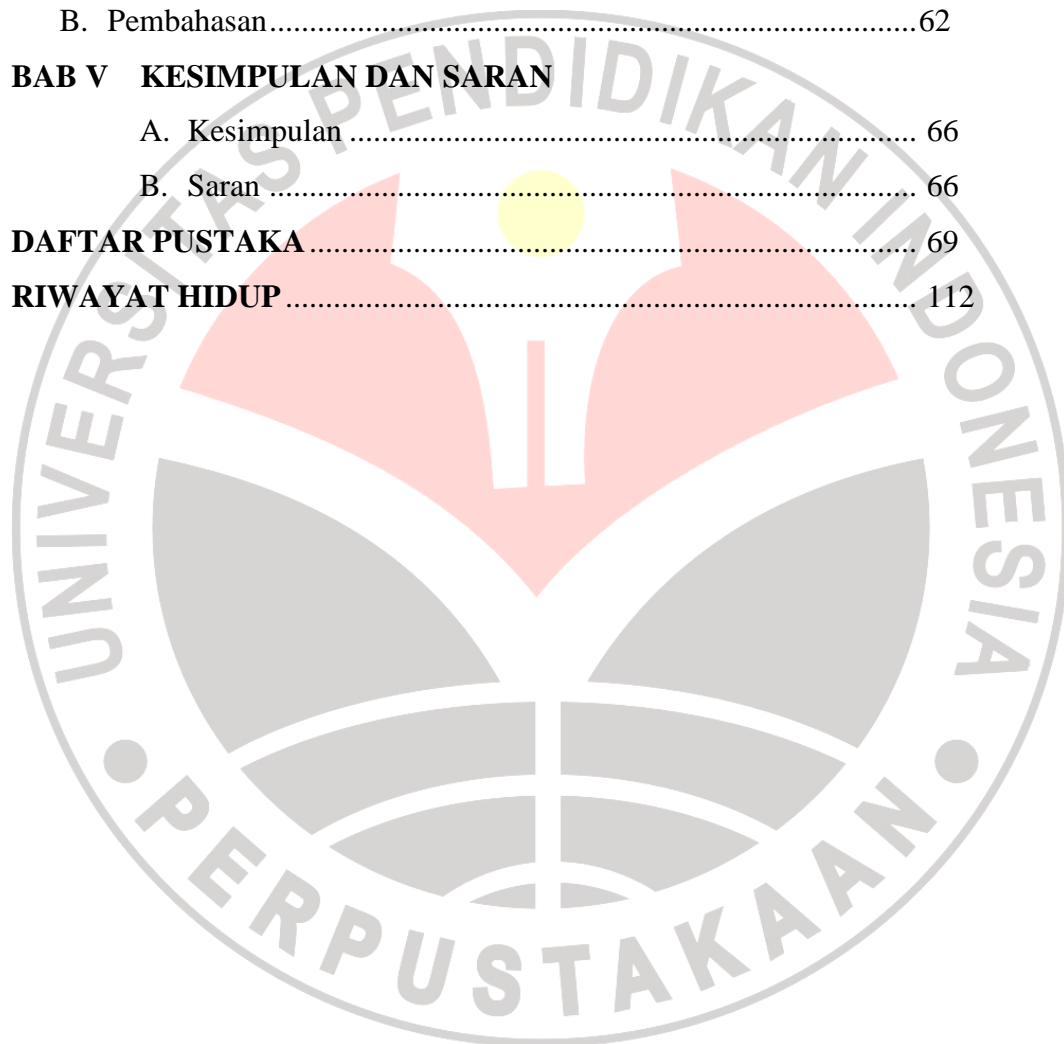 B. Pembahasan........................................................................62
BAB V KESIMPULAN DAN SARAN
A. Kesimpulan ............................................................... 66
B. Saran ........................................................................ 66
DAFTAR PUSTAKA .................................................................... 69
RIWAYAT HIDUP ...................................................................... 112
UNIVERSITAS PENDIDIKAN INDONESIA
PERPUSTAKAAN